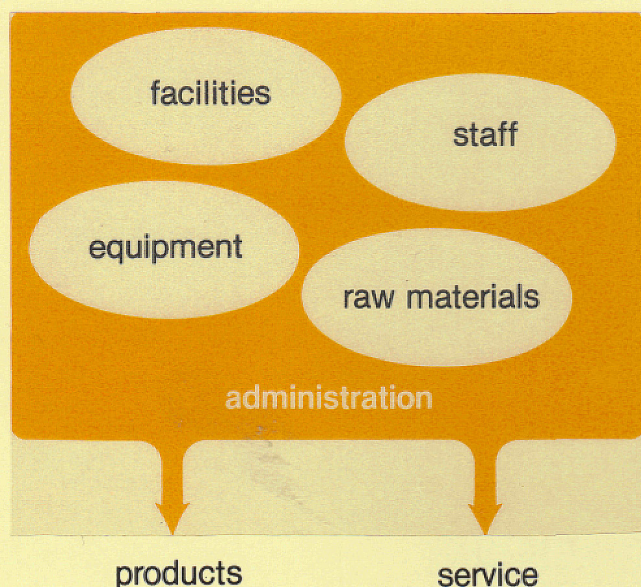 facilities
staff
equipment
raw materials
administration
products
service